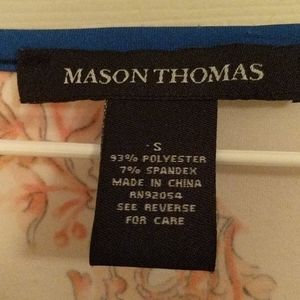 MASON THOMAS
S
93% POLYESTER
7% SPANDEX
MADE IN CHINA
RN92054
SEE REVERSE
FOR CARE